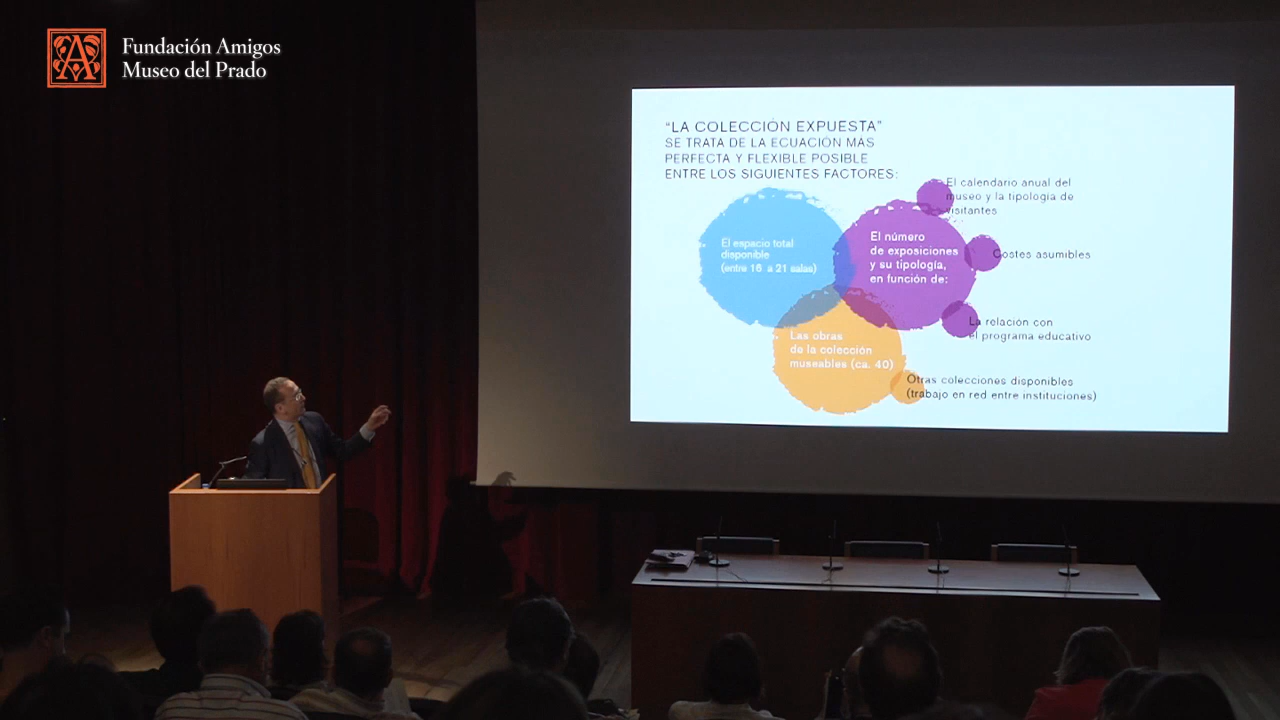 Fundación Amigos
Museo del Prado
"LA COLECCIÓN EXPUESTA"
SE TRATA DE LA ECUACIÓN MAS
PERFECTA Y FLEXIBLE POSIBLE
ENTRE LOS SIGUIENTES FACTORES:
El espacio total
disponible
(entre 16 a 21 salas)
El número
de exposiciones
y su tipología,
en función de:
El calendario anual del
museo y la tipología de
visitantes
Costes asumibles
La relación con
el programa educativo
Las obras
de la colección
museables (ca. 40)
Otras colecciones disponibles
(trabajo en red entre instituciones)